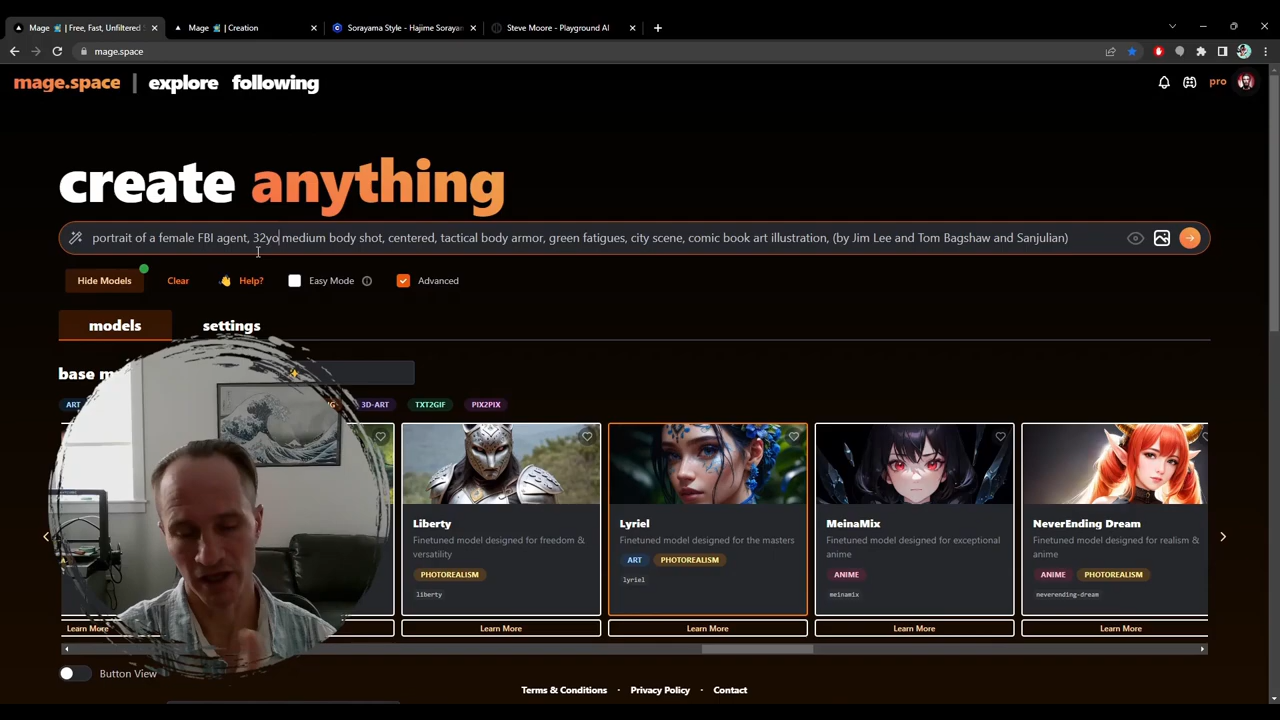 Mage | Free, Fast, Unfiltered
Mage | Creation
Sorayama Style - Hajime Sorayan
Steve Moore - Playground AI
mage.space
mage.space | explore following
pro
create anything
portrait of a female FBI agent, 32yo medium body shot, centered, tactical body armor, green fatigues, city scene, comic book art illustration, (by Jim Lee and Tom Bagshaw and Sanjulian)
Hide Models
Clear
Help?
Easy Mode
Advanced
models
settings
base m
ART
3D-ART
TXT2GIF
PIX2PIX
Liberty
Finetuned model designed for freedom &
versatility
PHOTOREALISM
liberty
Learn More
Lyriel
Finetuned model designed for the masters
ART PHOTOREALISM
lyriel
Learn More
MeinaMix
Finetuned model designed for exceptional
anime
ANIME
meinamix
Learn More
NeverEnding Dream
Finetuned model designed for realism &
anime
ANIME PHOTOREALISM
neverending-dream
Learn More
Learn More
Button View
Terms & Conditions · Privacy Policy · Contact